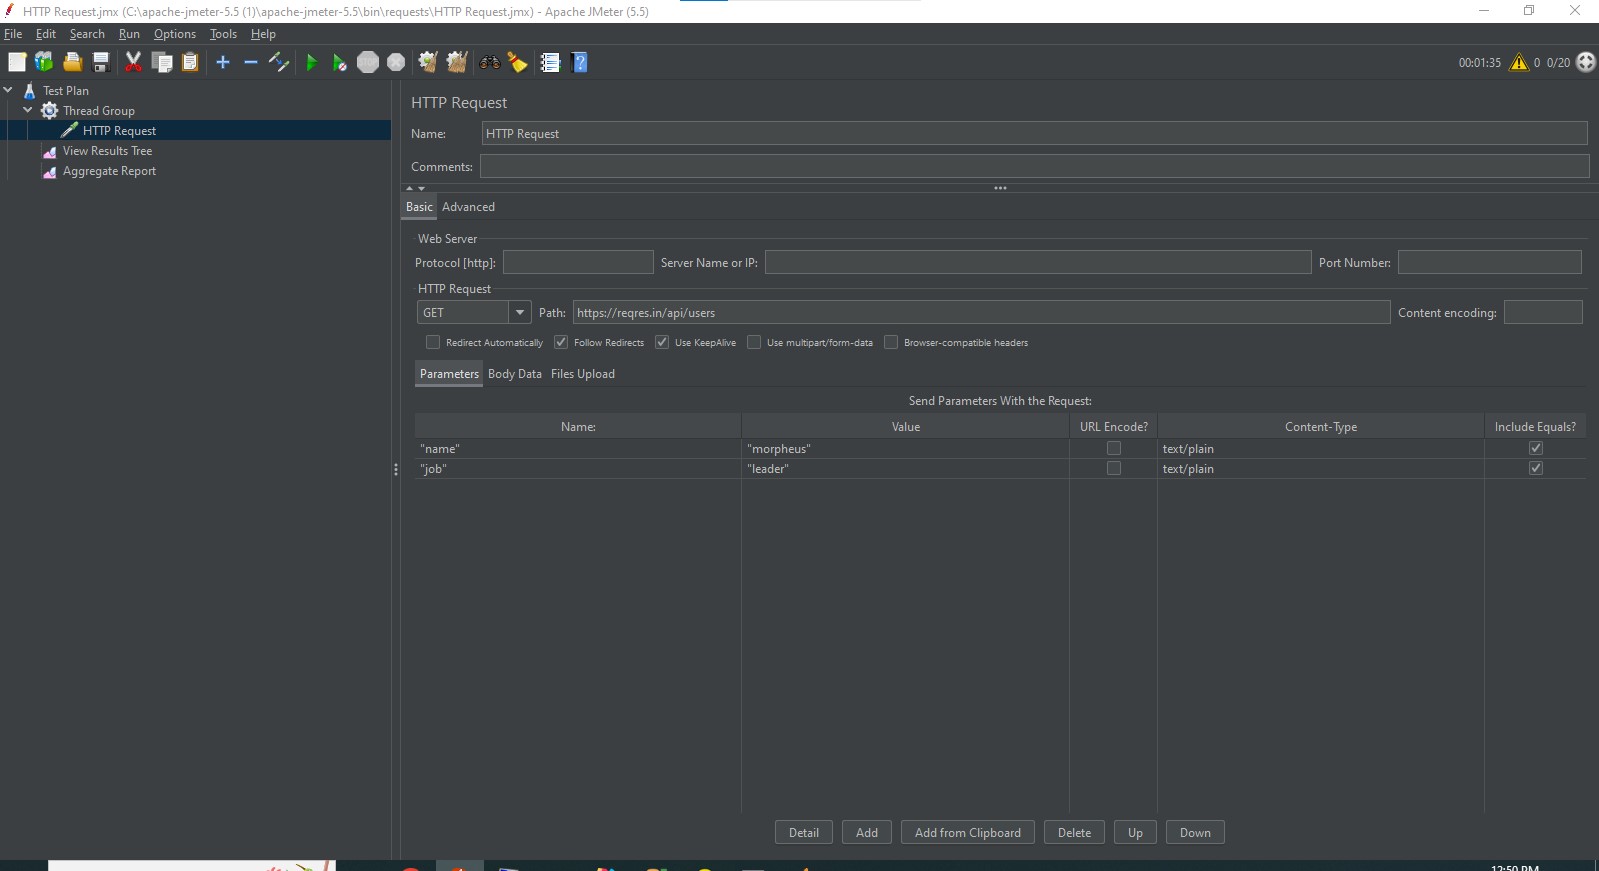 HTTP Request.jmx (C:\apache-jmeter-5.5 (1)\apache-jmeter-5.5\bin\requests\HTTP Request.jmx) - Apache JMeter (5.5)
File Edit Search Run Options Tools Help
STOP
00:01:35 0 0/20
Test Plan
Thread Group
HTTP Request
View Results Tree
Aggregate Report
HTTP Request
Name: HTTP Request
Comments:
Basic Advanced
Web Server
Protocol [http]: Server Name or IP: Port Number:
HTTP Request
GET Path: https://reqres.in/api/users Content encoding:
Redirect Automatically Follow Redirects Use KeepAlive Use multipart/form-data Browser-compatible headers
Parameters Body Data Files Upload
Send Parameters With the Request:
Name: Value URL Encode? Content-Type Include Equals?
"name" "morpheus" text/plain
"job" "leader" text/plain
Detail Add Add from Clipboard Delete Up Down
12:50 PM